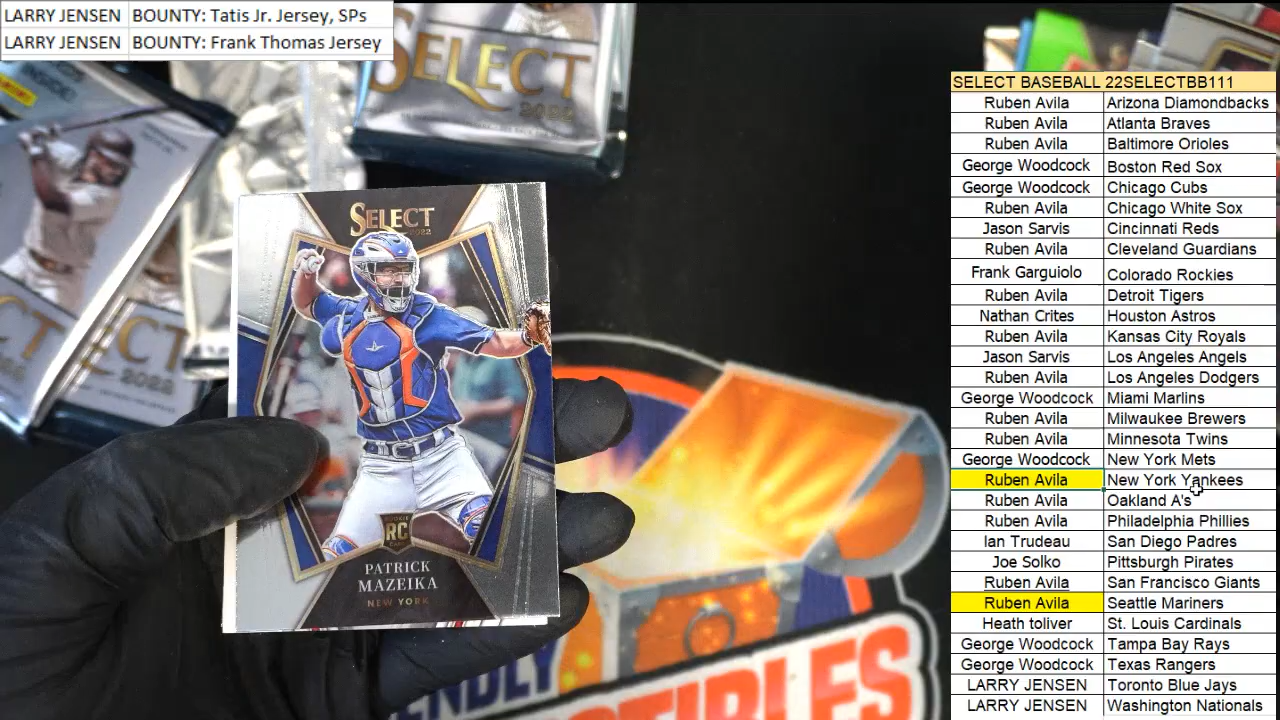 LARRY JENSEN BOUNTY: Tatis Jr. Jersey, SPs
LARRY JENSEN BOUNTY: Frank Thomas Jersey
SELECT
2022
SELECT BASEBALL 22SELECTBB111
Ruben Avila Arizona Diamondbacks
Ruben Avila Atlanta Braves
Ruben Avila Baltimore Orioles
George Woodcock Boston Red Sox
George Woodcock Chicago Cubs
Ruben Avila Chicago White Sox
Jason Sarvis Cincinnati Reds
Ruben Avila Cleveland Guardians
Frank Garguiolo Colorado Rockies
Ruben Avila Detroit Tigers
Nathan Crites Houston Astros
Ruben Avila Kansas City Royals
Jason Sarvis Los Angeles Angels
Ruben Avila Los Angeles Dodgers
George Woodcock Miami Marlins
Ruben Avila Milwaukee Brewers
Ruben Avila Minnesota Twins
George Woodcock New York Mets
Ruben Avila New York Yankees
Ruben Avila Oakland A's
Ruben Avila Philadelphia Phillies
Ian Trudeau San Diego Padres
Joe Solko Pittsburgh Pirates
Ruben Avila San Francisco Giants
Ruben Avila Seattle Mariners
Heath toliver St. Louis Cardinals
George Woodcock Tampa Bay Rays
George Woodcock Texas Rangers
LARRY JENSEN Toronto Blue Jays
LARRY JENSEN Washington Nationals
SELECT
2022
RC
PATRICK
MAZEIKA
NEW YORK
CT
2022